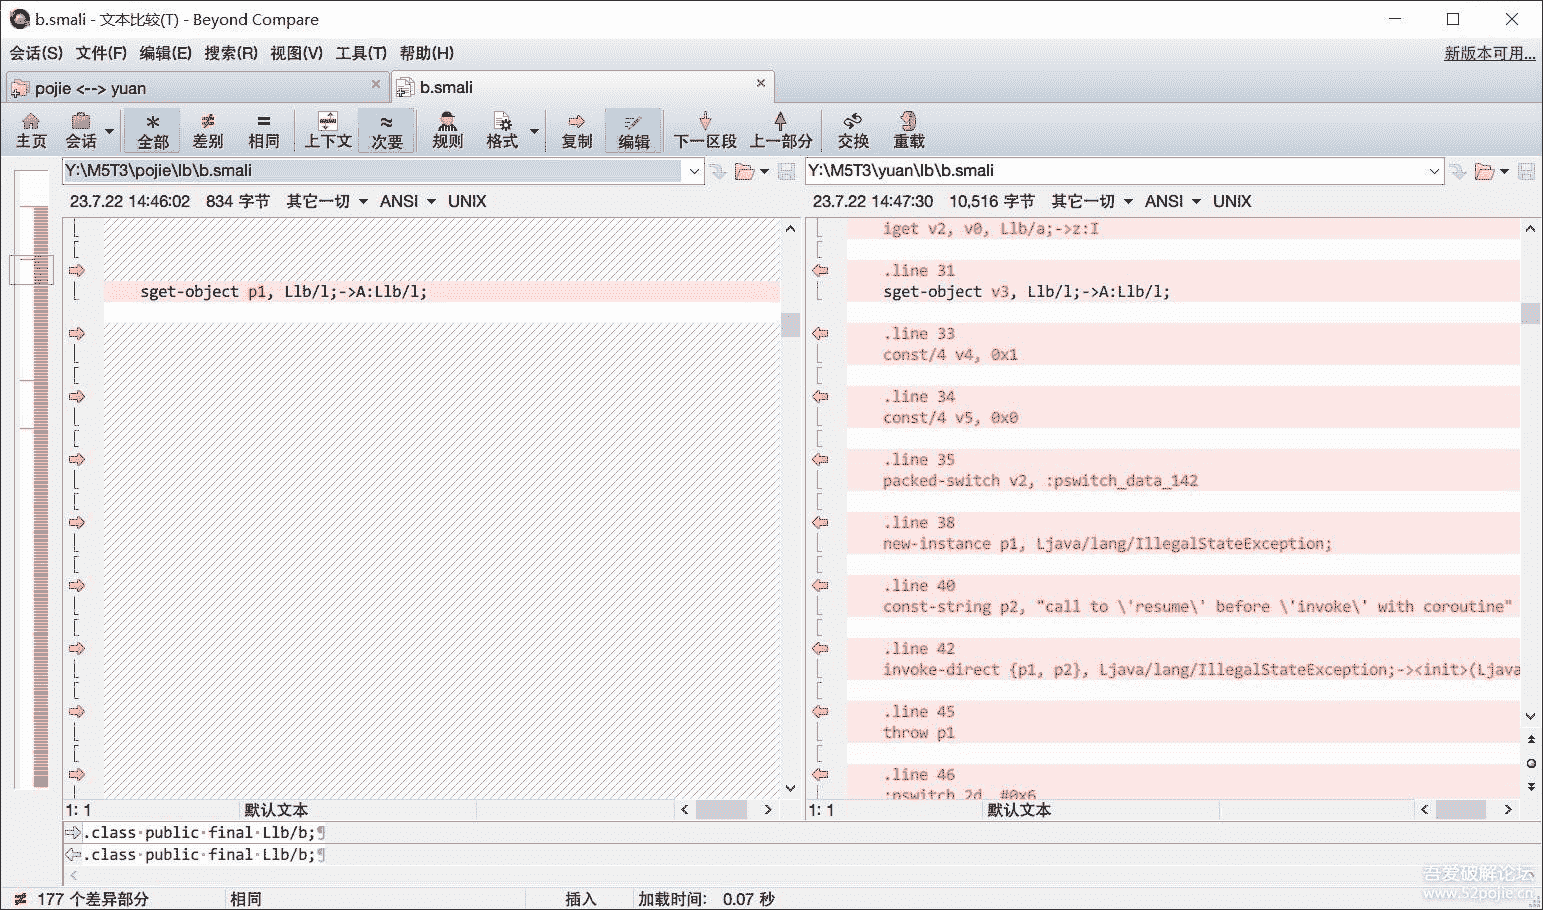 b.smali - 文本比较(T) - Beyond Compare
会话(S) 文件(F) 编辑(E) 搜索(R) 视图(V) 工具(T) 帮助(H)
新版本可用...
pojie <--> yuan
b.smali
主页 会话 全部 差别 相同 上下文 次要 规则 格式 复制 编辑 下一区段 上一部分 交换 重载
Y:\M5T3\pojie\lb\b.smali
Y:\M5T3\yuan\lb\b.smali
23.7.22 14:46:02 834 字节 其它一切 ANSI UNIX
23.7.22 14:47:30 10,516 字节 其它一切 ANSI UNIX
sget-object p1, Llb/l;->A:Llb/l;
iget v2, v0, Llb/a;->z:I
.line 31
sget-object v3, Llb/l;->A:Llb/l;
.line 33
const/4 v4, 0x1
.line 34
const/4 v5, 0x0
.line 35
packed-switch v2, :pswitch_data_142
.line 38
new-instance p1, Ljava/lang/IllegalStateException;
.line 40
const-string p2, "call to \'resume\' before \'invoke\' with coroutine"
.line 42
invoke-direct {p1, p2}, Ljava/lang/IllegalStateException;-><init>(Ljava
.line 45
throw p1
.line 46
:pswitch_2d #0x6
1: 1 默认文本
1: 1 默认文本
.class·public·final·Llb/b;¶
.class·public·final·Llb/b;¶
177 个差异部分 相同 插入 加载时间: 0.07 秒
吾爱破解论坛
www.52pojie.cn